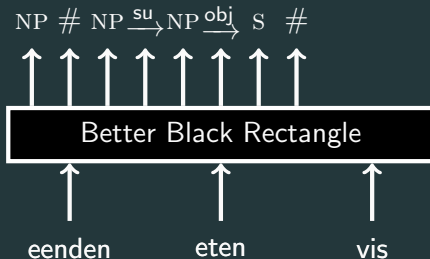 NP # NP su→ NP obj→ S #
Better Black Rectangle
eenden eten vis